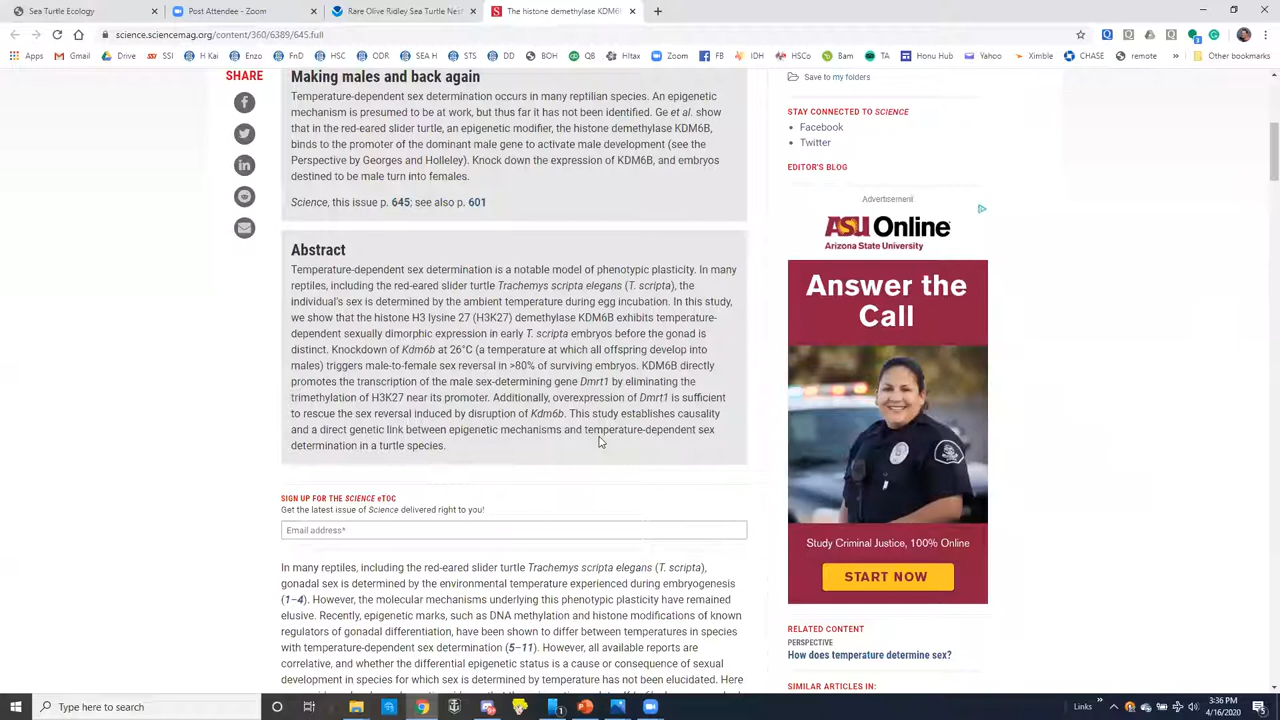 Sea Turtle Ecology
Post Attendee - Zoom
Rare Olive Ridley Sea Turtle Nes
The histone demethylase KDM6
sciencemag.org/content/360/6389/645.full
Apps Gmail Drive SSI H Kai Enzo FnD HSC ODR SEA H STS DD BOH QB HItax Zoom FB IDH HSCo Bam TA Honu Hub Yahoo Ximble CHASE remote » Other bookmarks
SHARE
Making males and back again
Temperature-dependent sex determination occurs in many reptilian species. An epigenetic
mechanism is presumed to be at work, but thus far it has not been identified. Ge et al. show
that in the red-eared slider turtle, an epigenetic modifier, the histone demethylase KDM6B,
binds to the promoter of the dominant male gene to activate male development (see the
Perspective by Georges and Holleley). Knock down the expression of KDM6B, and embryos
destined to be male turn into females.
Science, this issue p. 645; see also p. 601
Abstract
Temperature-dependent sex determination is a notable model of phenotypic plasticity. In many
reptiles, including the red-eared slider turtle Trachemys scripta elegans (T. scripta), the
individual's sex is determined by the ambient temperature during egg incubation. In this study,
we show that the histone H3 lysine 27 (H3K27) demethylase KDM6B exhibits temperature-
dependent sexually dimorphic expression in early T. scripta embryos before the gonad is
distinct. Knockdown of Kdm6b at 26°C (a temperature at which all offspring develop into
males) triggers male-to-female sex reversal in >80% of surviving embryos. KDM6B directly
promotes the transcription of the male sex-determining gene Dmrt1 by eliminating the
trimethylation of H3K27 near its promoter. Additionally, overexpression of Dmrt1 is sufficient
to rescue the sex reversal induced by disruption of Kdm6b. This study establishes causality
and a direct genetic link between epigenetic mechanisms and temperature-dependent sex
determination in a turtle species.
SIGN UP FOR THE SCIENCE eTOC
Get the latest issue of Science delivered right to you!
Email address*
In many reptiles, including the red-eared slider turtle Trachemys scripta elegans (T. scripta),
gonadal sex is determined by the environmental temperature experienced during embryogenesis
(1–4). However, the molecular mechanisms underlying this phenotypic plasticity have remained
elusive. Recently, epigenetic marks, such as DNA methylation and histone modifications of known
regulators of gonadal differentiation, have been shown to differ between temperatures in species
with temperature-dependent sex determination (5–11). However, all available reports are
correlative, and whether the differential epigenetic status is a cause or consequence of sexual
development in species for which sex is determined by temperature has not been elucidated. Here
Save to my folders
STAY CONNECTED TO SCIENCE
• Facebook
• Twitter
EDITOR'S BLOG
Advertisement
ASU Online
Arizona State University
Answer the
Call
Study Criminal Justice, 100% Online
START NOW
RELATED CONTENT
PERSPECTIVE
How does temperature determine sex?
SIMILAR ARTICLES IN:
Type here to search
Links
3:36 PM
4/16/2020